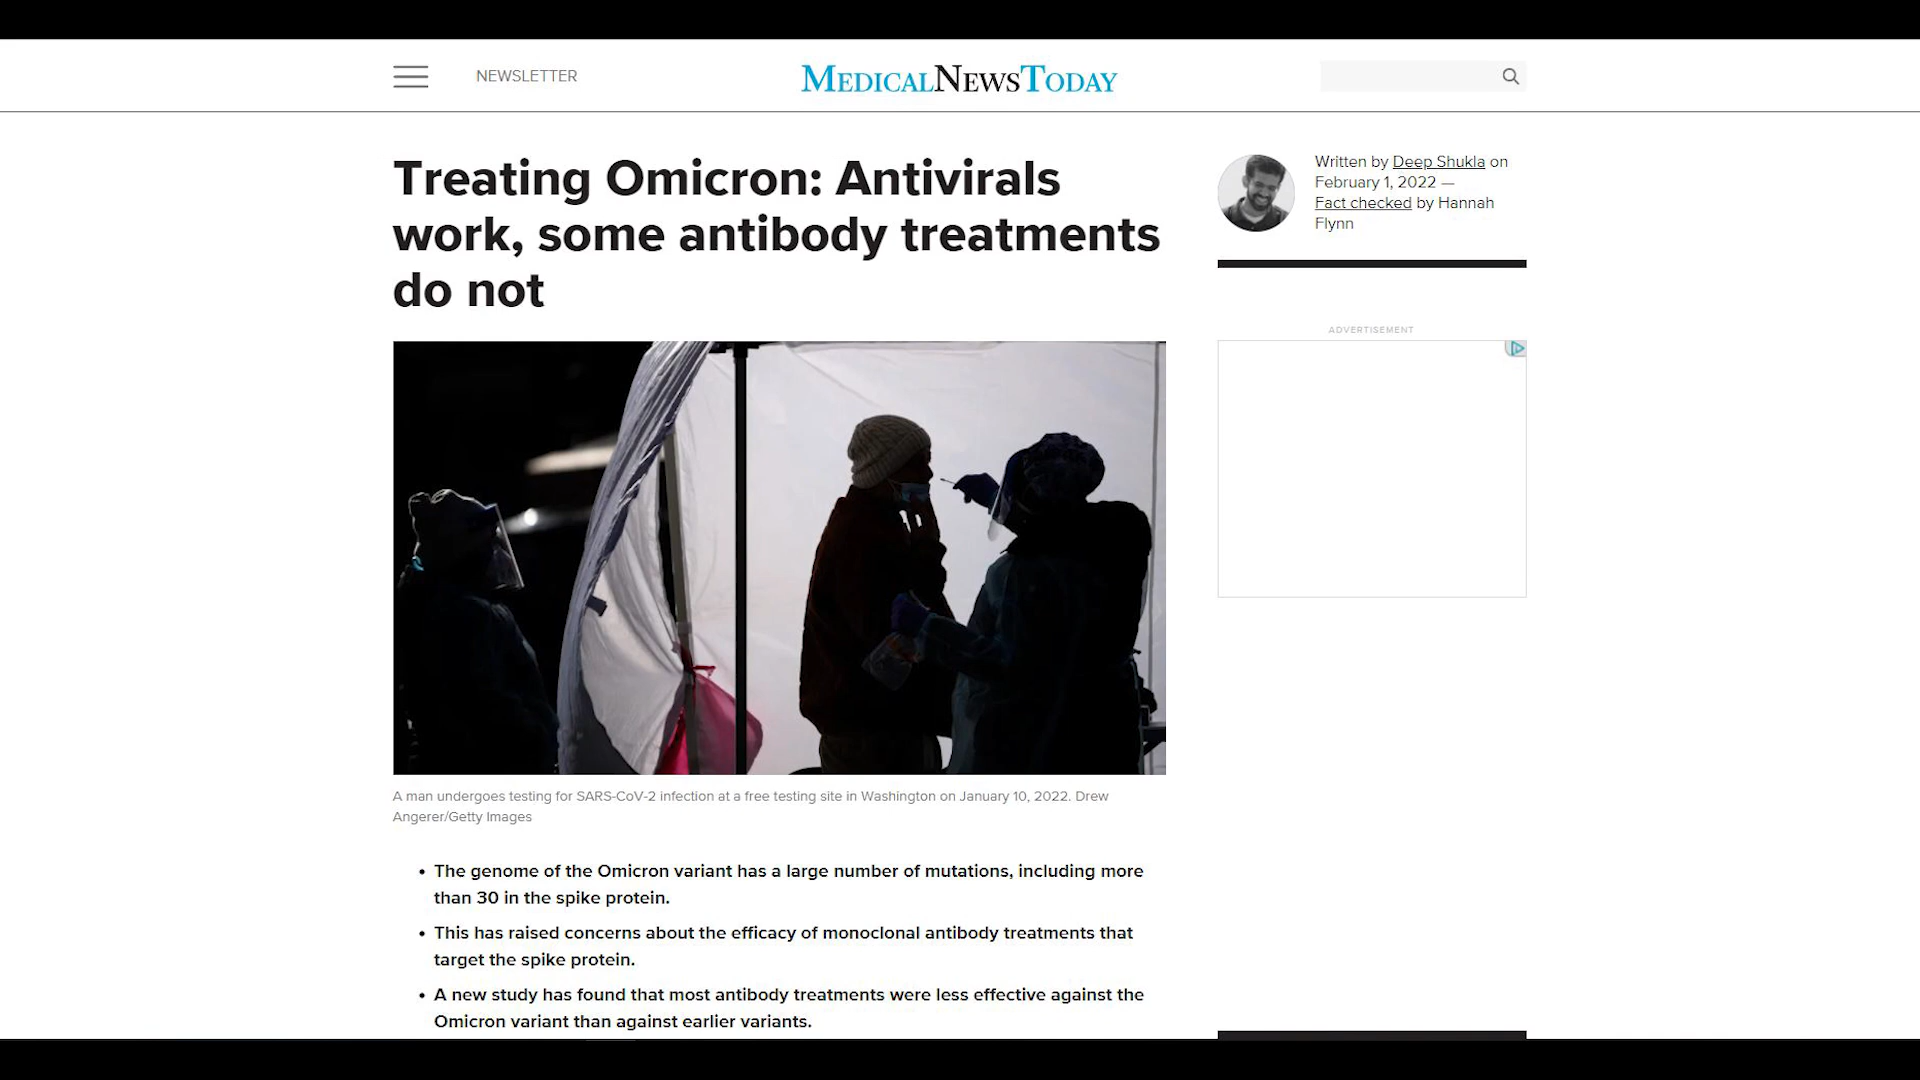 NEWSLETTER
MEDICALNEWSTODAY
Treating Omicron: Antivirals
work, some antibody treatments
do not
Written by Deep Shukla on
February 1, 2022 —
Fact checked by Hannah
Flynn
ADVERTISEMENT
A man undergoes testing for SARS-CoV-2 infection at a free testing site in Washington on January 10, 2022. Drew
Angerer/Getty Images
• The genome of the Omicron variant has a large number of mutations, including more
than 30 in the spike protein.
• This has raised concerns about the efficacy of monoclonal antibody treatments that
target the spike protein.
• A new study has found that most antibody treatments were less effective against the
Omicron variant than against earlier variants.